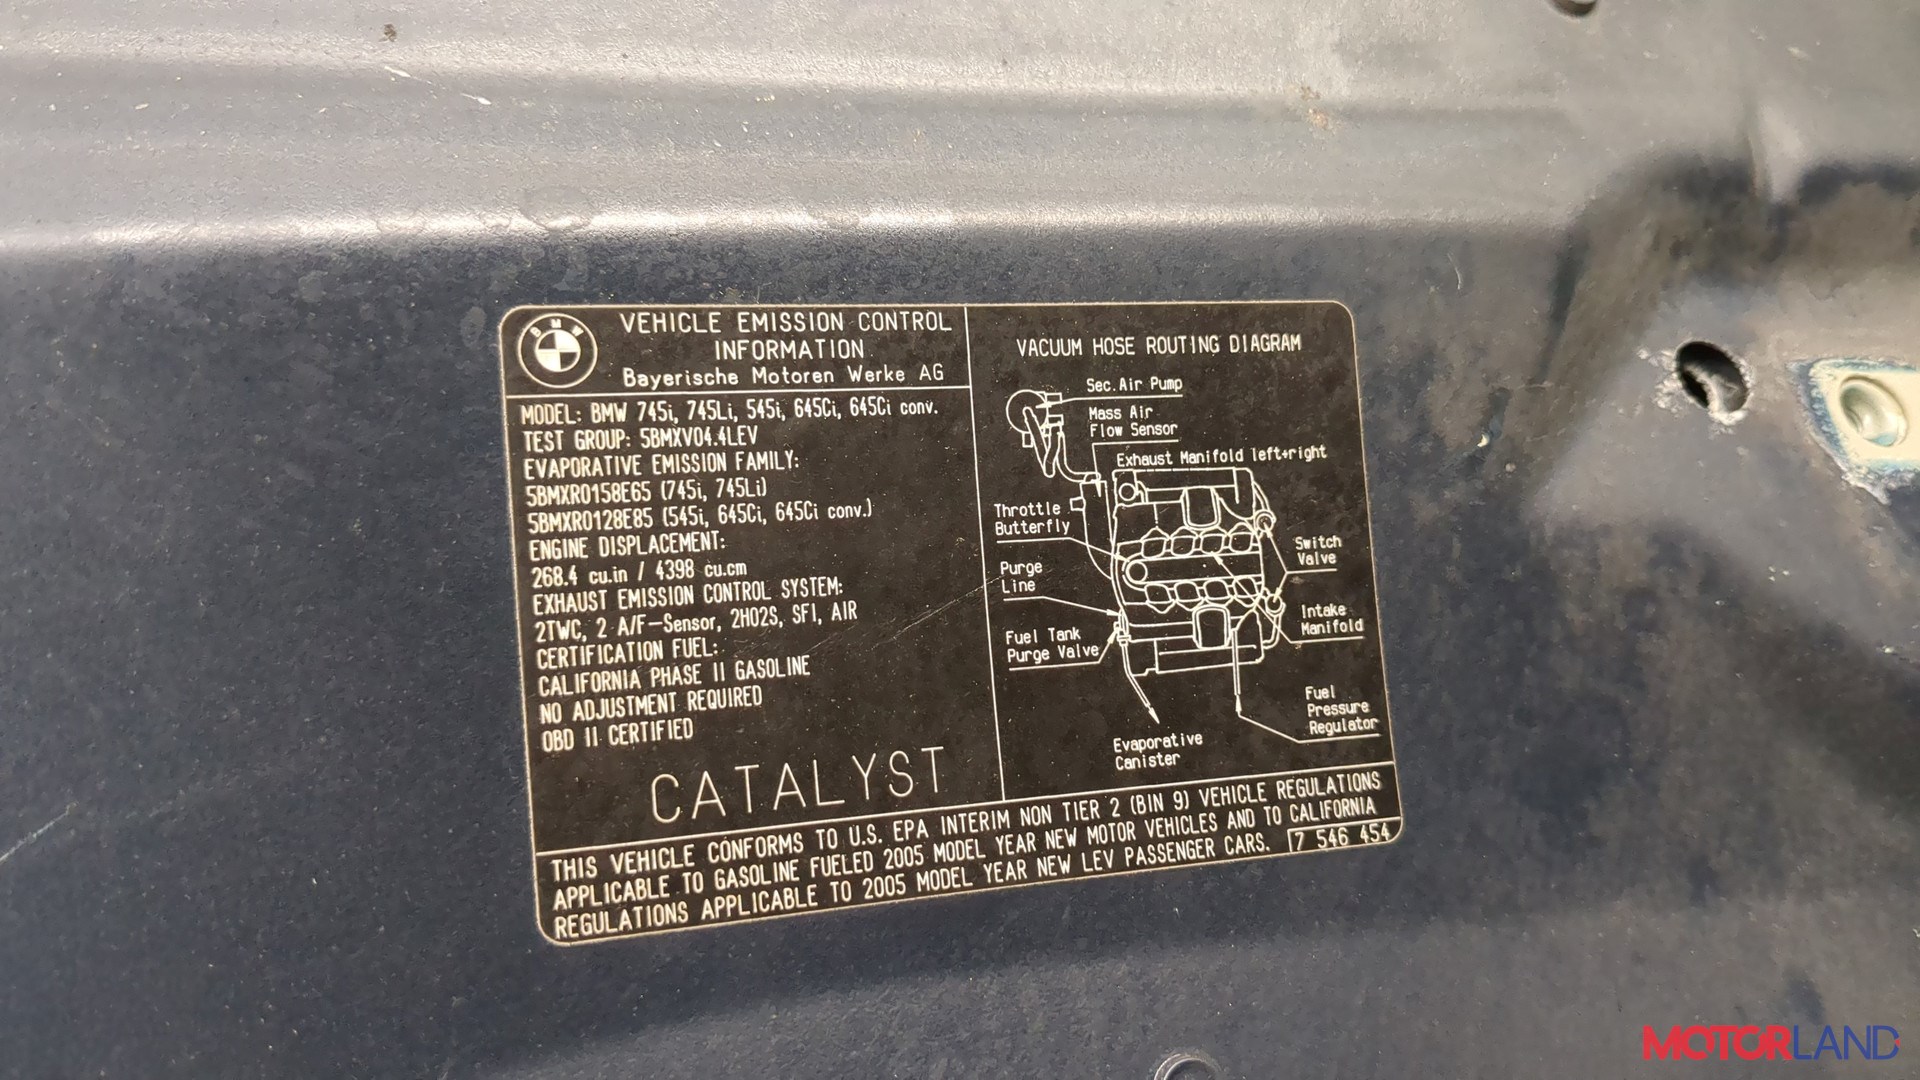 BMW
VEHICLE EMISSION CONTROL
INFORMATION
Bayerische Motoren Werke AG
MODEL: BMW 745i, 745Li, 545i, 645Ci, 645Ci conv.
TEST GROUP: 5BMXV04.4LEV
EVAPORATIVE EMISSION FAMILY:
5BMXR0158E65 (745i, 745Li)
5BMXR0128E85 (545i, 645Ci, 645Ci conv.)
ENGINE DISPLACEMENT:
268.4 cu.in / 4398 cu.cm
EXHAUST EMISSION CONTROL SYSTEM:
2TWC, 2 A/F-Sensor, 2HO2S, SFI, AIR
CERTIFICATION FUEL:
CALIFORNIA PHASE II GASOLINE
NO ADJUSTMENT REQUIRED
OBD II CERTIFIED
CATALYST
VACUUM HOSE ROUTING DIAGRAM
Sec.Air Pump
Mass Air
Flow Sensor
Exhaust Manifold left+right
Throttle
Butterfly
Switch
Valve
Purge
Line
Intake
Manifold
Fuel Tank
Purge Valve
Fuel
Pressure
Regulator
Evaporative
Canister
THIS VEHICLE CONFORMS TO U.S. EPA INTERIM NON TIER 2 (BIN 9) VEHICLE REGULATIONS
APPLICABLE TO GASOLINE FUELED 2005 MODEL YEAR NEW MOTOR VEHICLES AND TO CALIFORNIA
REGULATIONS APPLICABLE TO 2005 MODEL YEAR NEW LEV PASSENGER CARS.
7 546 454
MOTORLAND